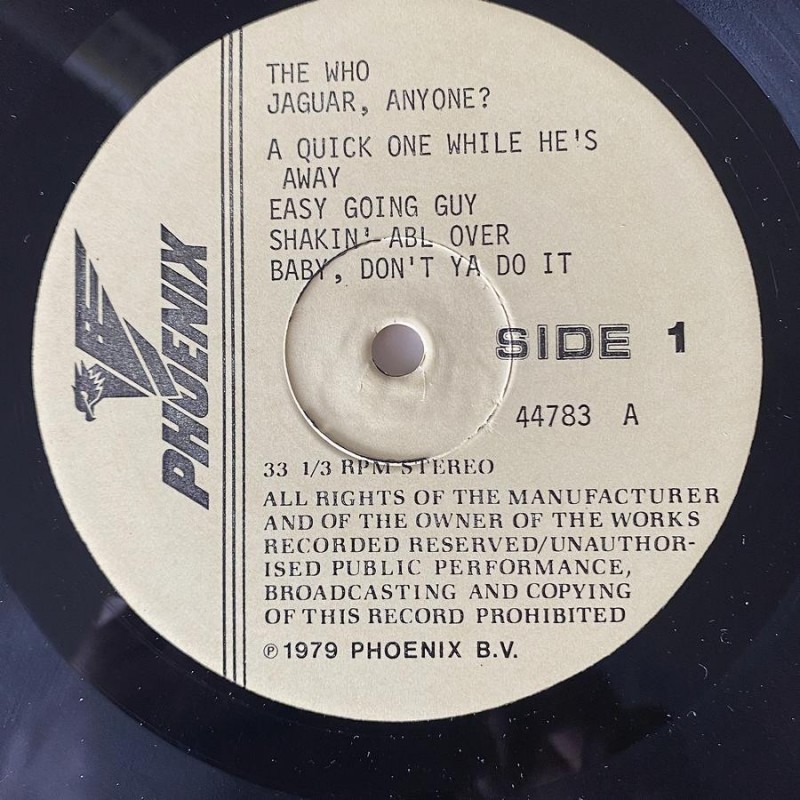 THE WHO
JAGUAR, ANYONE?
A QUICK ONE WHILE HE'S
AWAY
EASY GOING GUY
SHAKIN' ABL OVER
BABY, DON'T YA DO IT
PHOENIX
SIDE 1
44783 A
33 1/3 RPM STEREO
ALL RIGHTS OF THE MANUFACTURER
AND OF THE OWNER OF THE WORKS
RECORDED RESERVED/UNAUTHOR-
ISED PUBLIC PERFORMANCE,
BROADCASTING AND COPYING
OF THIS RECORD PROHIBITED
℗ 1979 PHOENIX B.V.